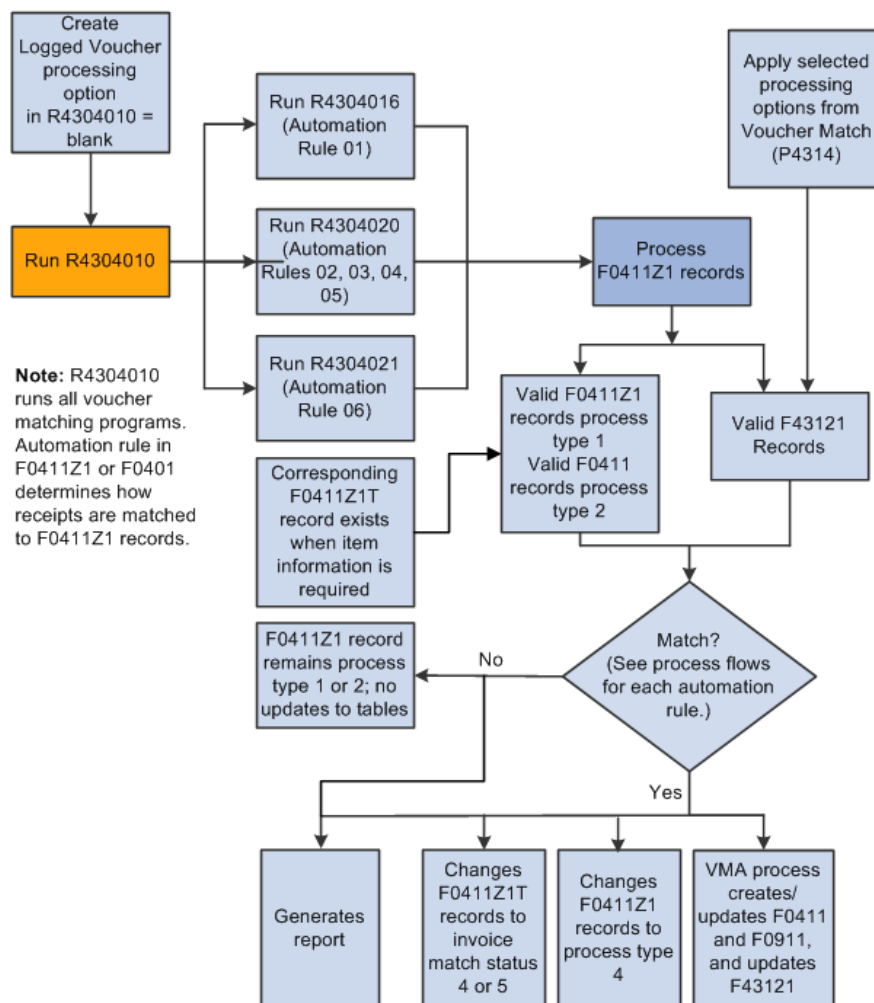 Create
Logged Voucher
processing
option
in R4304010 =
blank
Run R4304016
(Automation
Rule 01)
Apply selected
processing
options from
Voucher Match
(P4314)
Run R4304010
Run R4304020
(Automation
Rules 02, 03, 04,
05)
Process
F0411Z1 records
Note: R4304010
runs all voucher
matching programs.
Automation rule in
F0411Z1 or F0401
determines how
receipts are matched
to F0411Z1 records.
Run R4304021
(Automation
Rule 06)
Valid F0411Z1
records process
type 1
Valid F0411
records process
type 2
Valid F43121
Records
Corresponding
F0411Z1T
record exists
when item
information is
required
F0411Z1 record
remains process
type 1 or 2; no
updates to tables
No
Match?
(See process flows
for each automation
rule.)
Yes
Generates
report
Changes
F0411Z1T
records to
invoice
match status
4 or 5
Changes
F0411Z1
records to
process type
4
VMA process
creates/
updates F0411
and F0911,
and updates
F43121